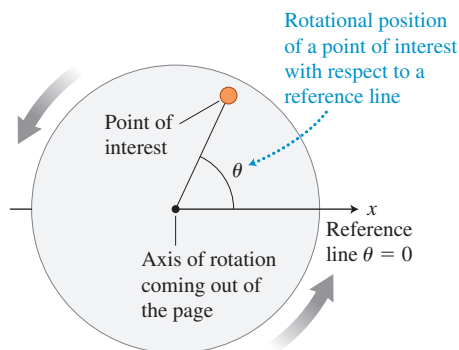 Rotational position
of a point of interest
with respect to a
reference line
Point of
interest
θ
x
Reference
line θ = 0
Axis of rotation
coming out of
the page